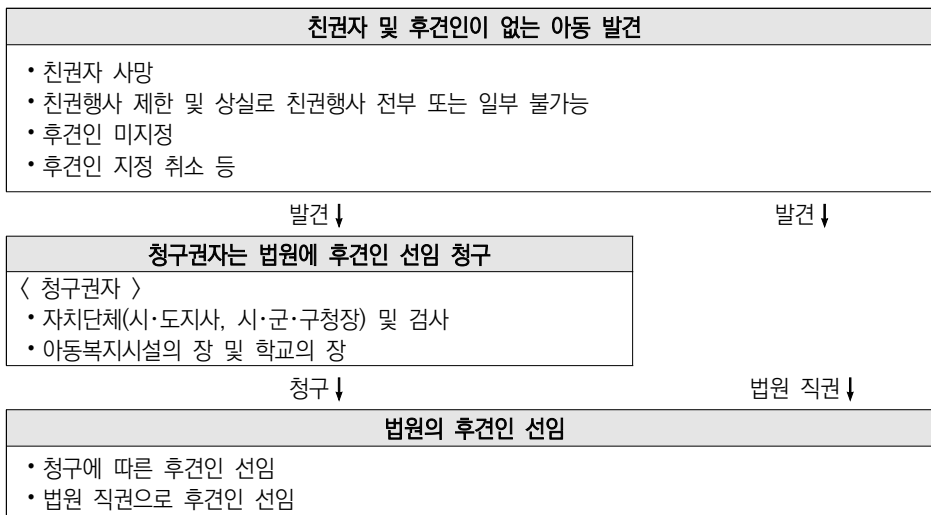 친권자 및 후견인이 없는 아동 발견
• 친권자 사망
• 친권행사 제한 및 상실로 친권행사 전부 또는 일부 불가능
• 후견인 미지정
• 후견인 지정 취소 등
발견↓ 발견↓
청구권자는 법원에 후견인 선임 청구
〈 청구권자 〉
• 자치단체(시·도지사, 시·군·구청장) 및 검사
• 아동복지시설의 장 및 학교의 장
청구↓ 법원 직권↓
법원의 후견인 선임
• 청구에 따른 후견인 선임
• 법원 직권으로 후견인 선임